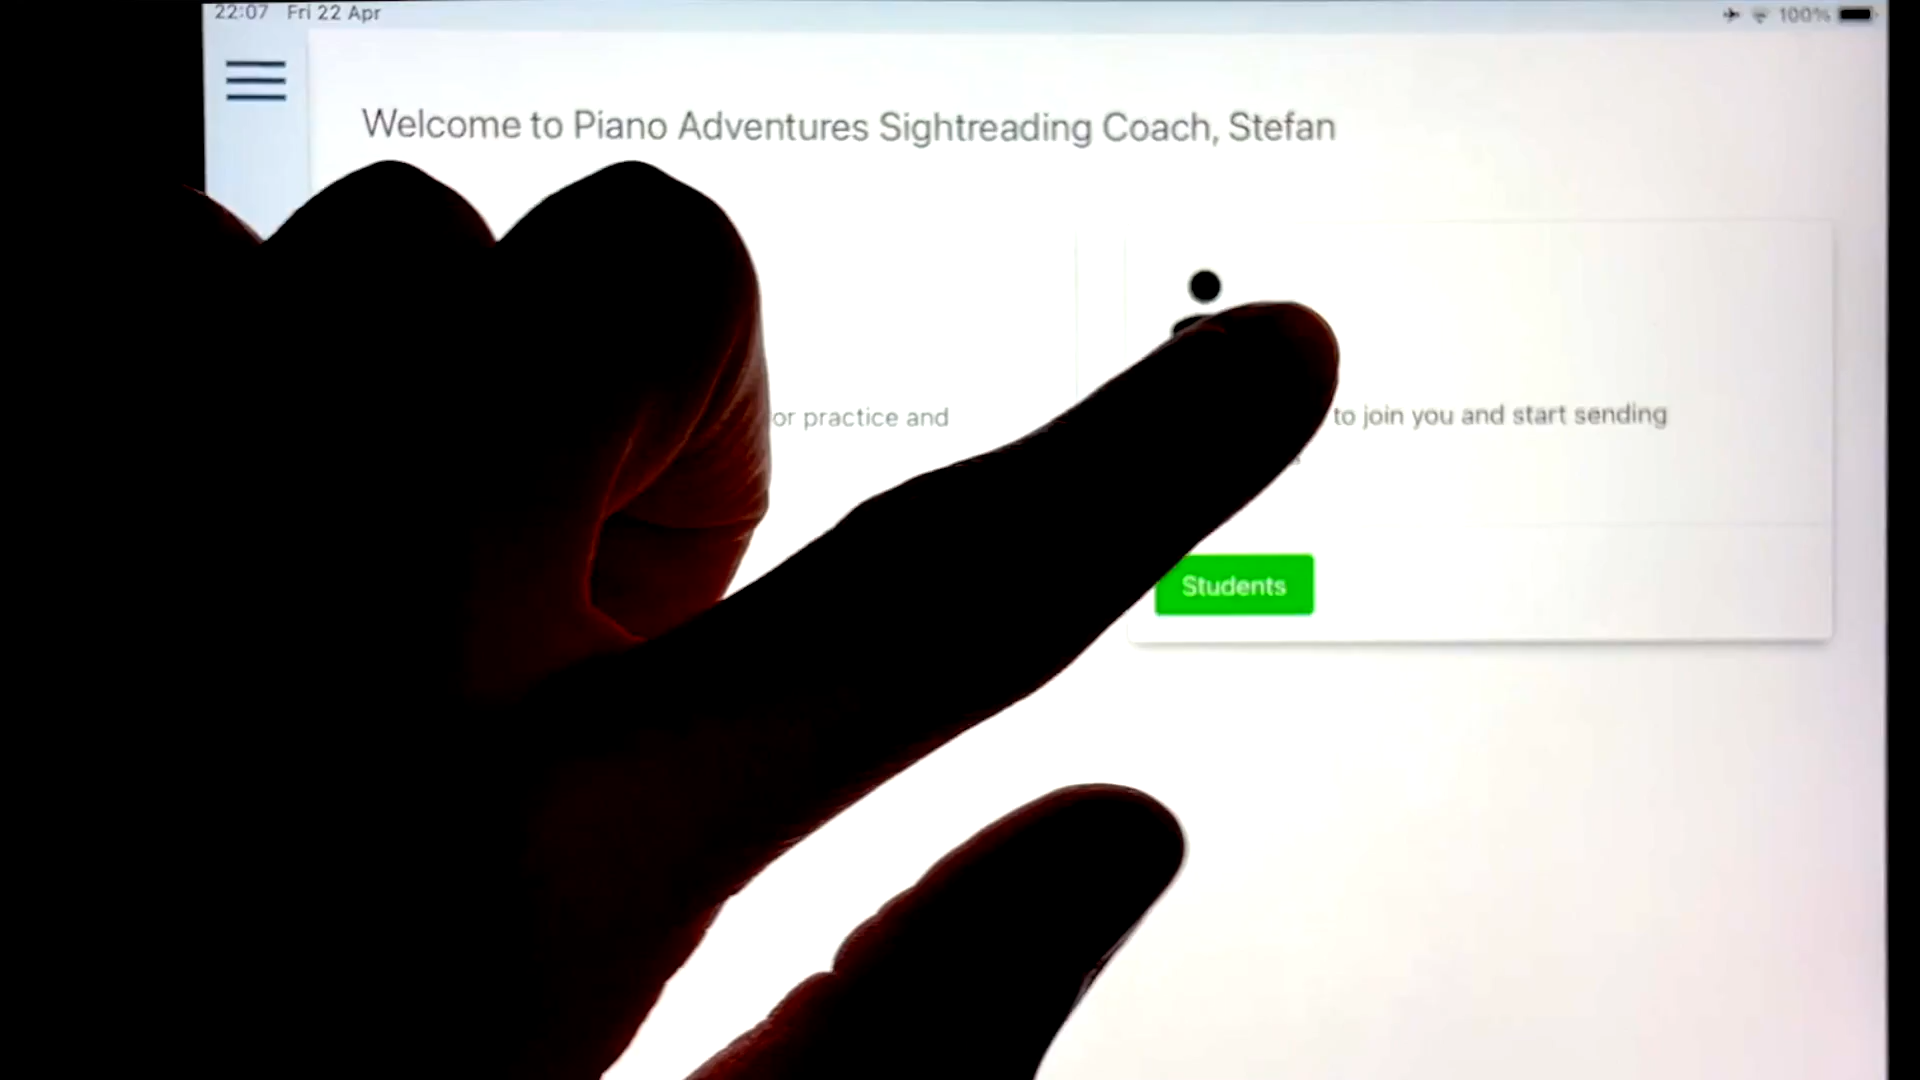 22:07 Fri 22 Apr
100%
Welcome to Piano Adventures Sightreading Coach, Stefan
or practice and
to join you and start sending
Students